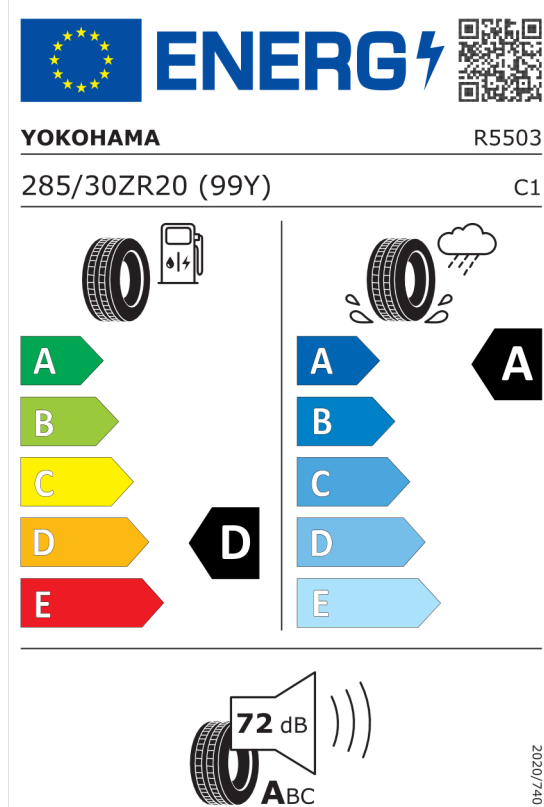 ENERG
YOKOHAMA R5503
285/30ZR20 (99Y) C1
A
B
C
D
E
D
A
B
C
D
E
A
72 dB
ABC
2020/740